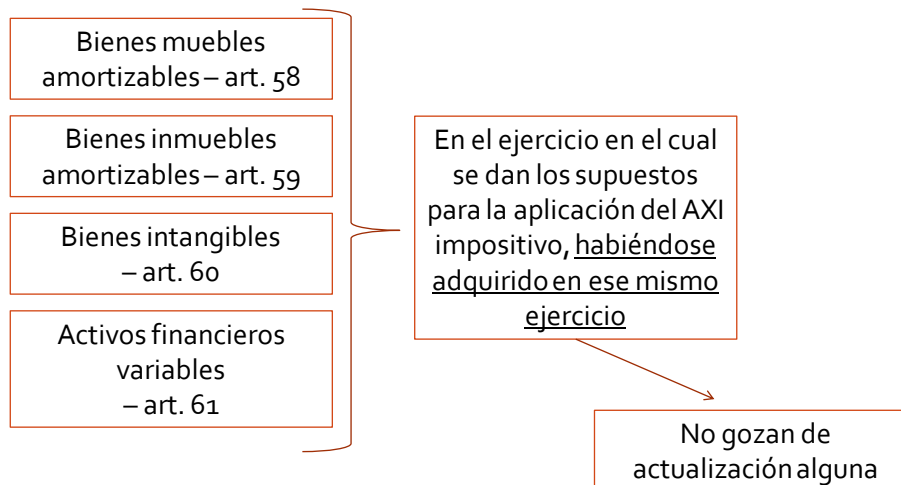 Bienes muebles
amortizables – art. 58
Bienes inmuebles
amortizables – art. 59
Bienes intangibles
– art. 60
Activos financieros
variables
– art. 61
En el ejercicio en el cual
se dan los supuestos
para la aplicación del AXI
impositivo, habiéndose
adquirido en ese mismo
ejercicio
No gozan de
actualización alguna